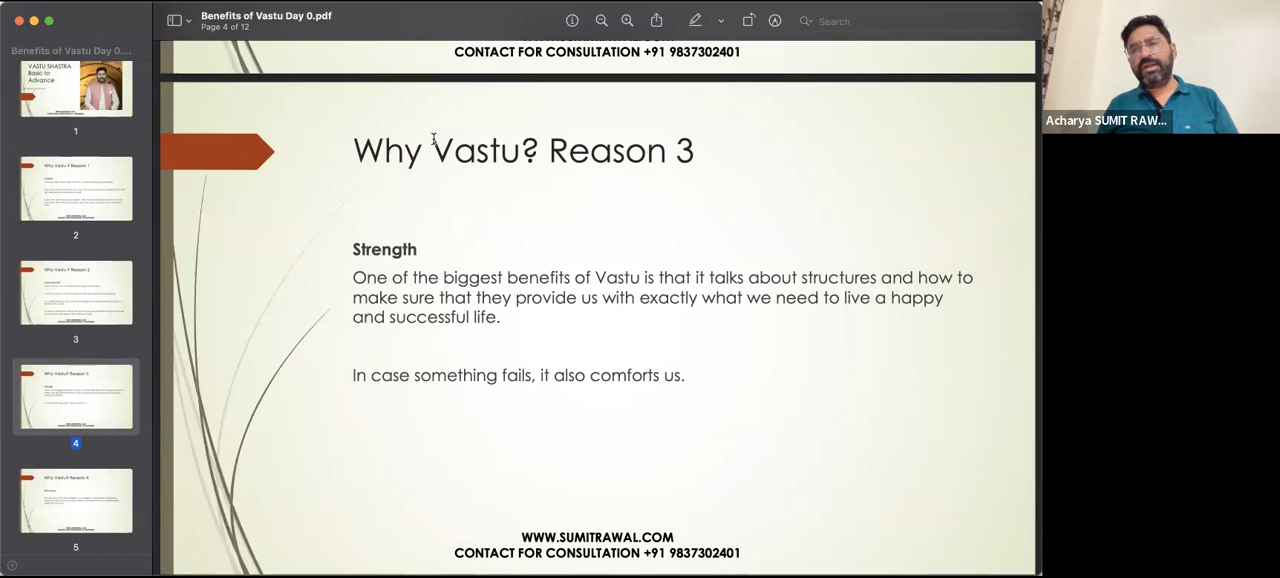 Benefits of Vastu Day 0.pdf
Page 4 of 12
Search
Benefits of Vastu Day 0....
VASTU SHASTRA
Basic to
Advance
1
Why Vastu ? Reason 1
2
Why Vastu ? Reason 2
3
Why Vastu? Reason 3
4
Why Vastu? Reason 4
5
CONTACT FOR CONSULTATION +91 9837302401
Why Vastu? Reason 3
Strength
One of the biggest benefits of Vastu is that it talks about structures and how to
make sure that they provide us with exactly what we need to live a happy
and successful life.
In case something fails, it also comforts us.
WWW.SUMITRAWAL.COM
CONTACT FOR CONSULTATION +91 9837302401
Acharya SUMIT RAW...